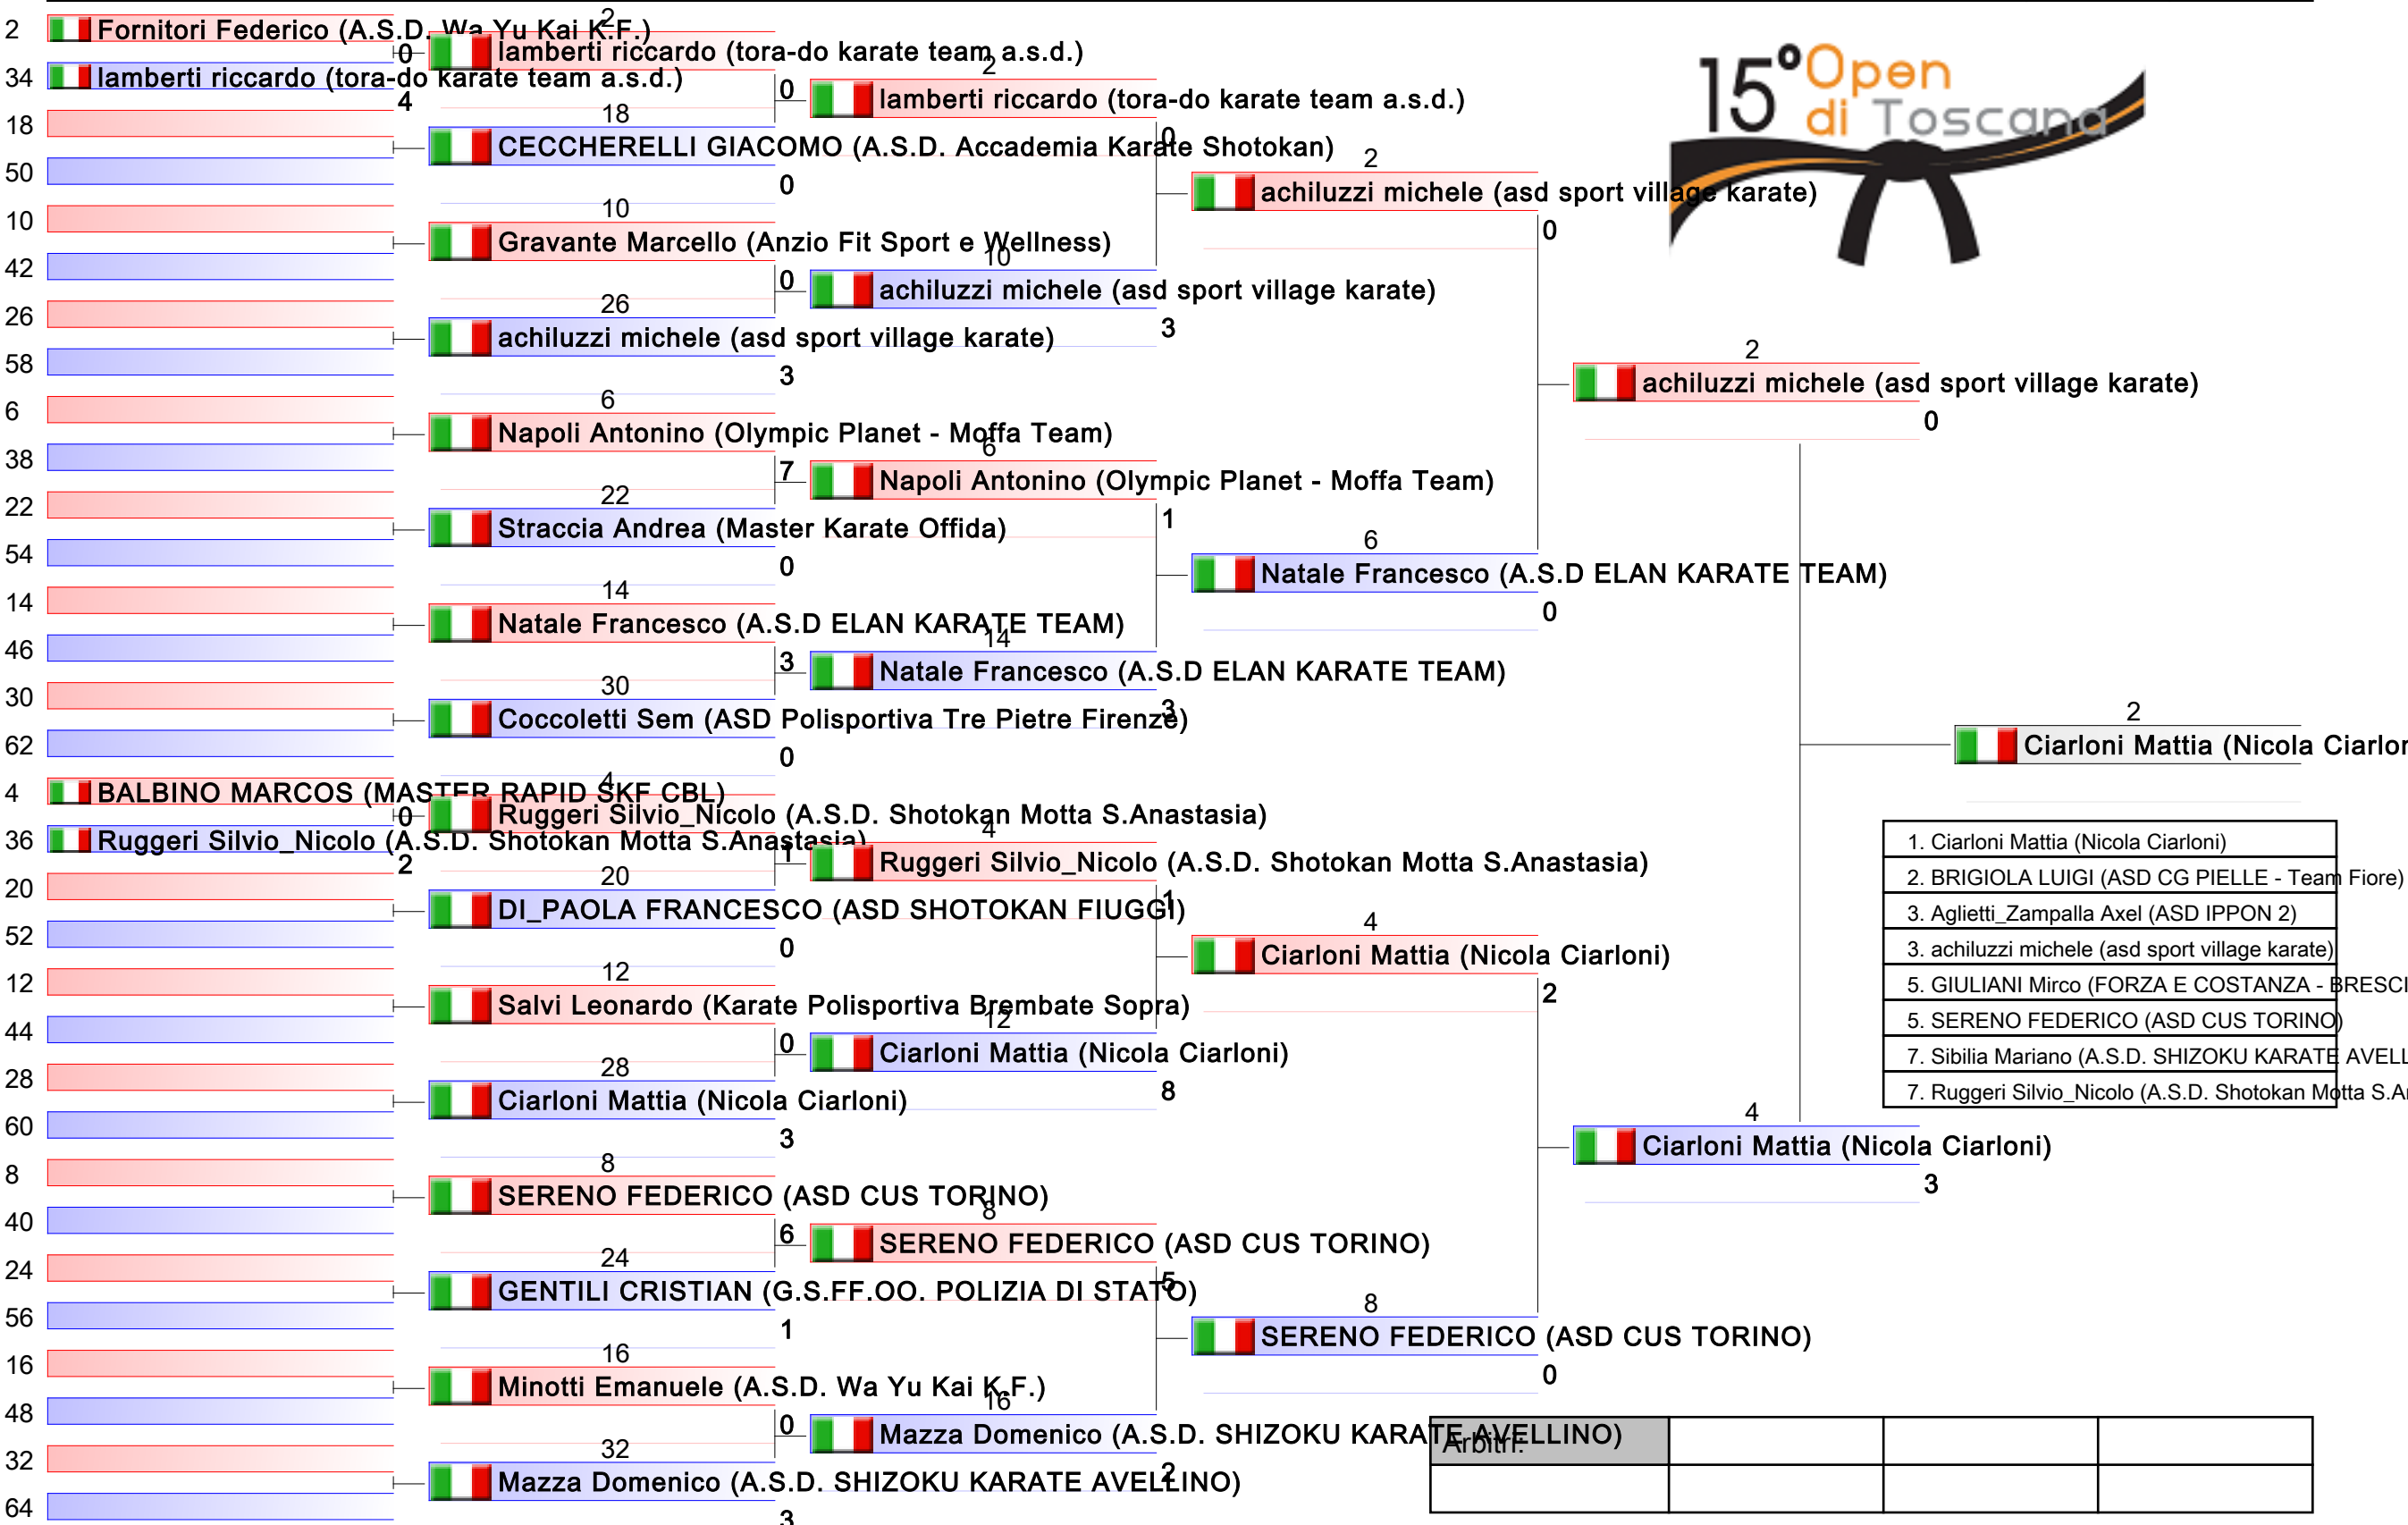 2 Fornitori Federico (A.S.D. Wa Yu Kai K.F.)
0
34 lamberti riccardo (tora-do karate team a.s.d.)
4
18
50
10
42
26
58
6
38
22
54
14
46
30
62
4 BALBINO MARCOS (MASTER RAPID SKF CBL)
0
36 Ruggeri Silvio_Nicolo (A.S.D. Shotokan Motta S.Anastasia)
2
20
52
12
44
28
60
8
40
24
56
16
48
32
64
2
lamberti riccardo (tora-do karate team a.s.d.)
0
18
CECCHERELLI GIACOMO (A.S.D. Accademia Karate Shotokan)
0
10
Gravante Marcello (Anzio Fit Sport e Wellness)
0
26
achiluzzi michele (asd sport village karate)
3
6
Napoli Antonino (Olympic Planet - Moffa Team)
7
22
Straccia Andrea (Master Karate Offida)
0
14
Natale Francesco (A.S.D ELAN KARATE TEAM)
3
30
Coccoletti Sem (ASD Polisportiva Tre Pietre Firenze)
0
4
Ruggeri Silvio_Nicolo (A.S.D. Shotokan Motta S.Anastasia)
1
20
DI_PAOLA FRANCESCO (ASD SHOTOKAN FIUGGI)
0
12
Salvi Leonardo (Karate Polisportiva Brembate Sopra)
0
28
Ciarloni Mattia (Nicola Ciarloni)
3
8
SERENO FEDERICO (ASD CUS TORINO)
6
24
GENTILI CRISTIAN (G.S.FF.OO. POLIZIA DI STATO)
1
16
Minotti Emanuele (A.S.D. Wa Yu Kai K.F.)
0
32
Mazza Domenico (A.S.D. SHIZOKU KARATE AVELLINO)
3
2
lamberti riccardo (tora-do karate team a.s.d.)
0
10
achiluzzi michele (asd sport village karate)
3
6
Napoli Antonino (Olympic Planet - Moffa Team)
1
14
Natale Francesco (A.S.D ELAN KARATE TEAM)
3
4
Ruggeri Silvio_Nicolo (A.S.D. Shotokan Motta S.Anastasia)
1
12
Ciarloni Mattia (Nicola Ciarloni)
8
8
SERENO FEDERICO (ASD CUS TORINO)
5
16
Mazza Domenico (A.S.D. SHIZOKU KARATE AVELLINO)
2
2
achiluzzi michele (asd sport village karate)
0
6
Natale Francesco (A.S.D ELAN KARATE TEAM)
0
4
Ciarloni Mattia (Nicola Ciarloni)
2
8
SERENO FEDERICO (ASD CUS TORINO)
0
15° Open
di Toscana
2
achiluzzi michele (asd sport village karate)
0
4
Ciarloni Mattia (Nicola Ciarloni)
3
2
Ciarloni Mattia (Nicola Ciarlon
1. Ciarloni Mattia (Nicola Ciarloni)
2. BRIGIOLA LUIGI (ASD CG PIELLE - Team Fiore)
3. Aglietti_Zampalla Axel (ASD IPPON 2)
3. achiluzzi michele (asd sport village karate)
5. GIULIANI Mirco (FORZA E COSTANZA - BRESCI
5. SERENO FEDERICO (ASD CUS TORINO)
7. Sibilia Mariano (A.S.D. SHIZOKU KARATE AVELL
7. Ruggeri Silvio_Nicolo (A.S.D. Shotokan Motta S.A
Arbitri: